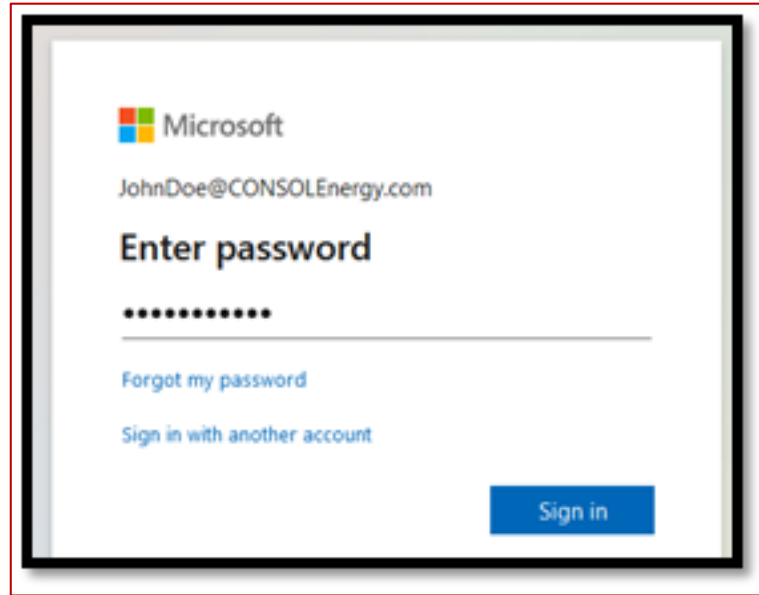 Microsoft
JohnDoe@CONSOLEnergy.com
Enter password
•••••••••••
Forgot my password
Sign in with another account
Sign in